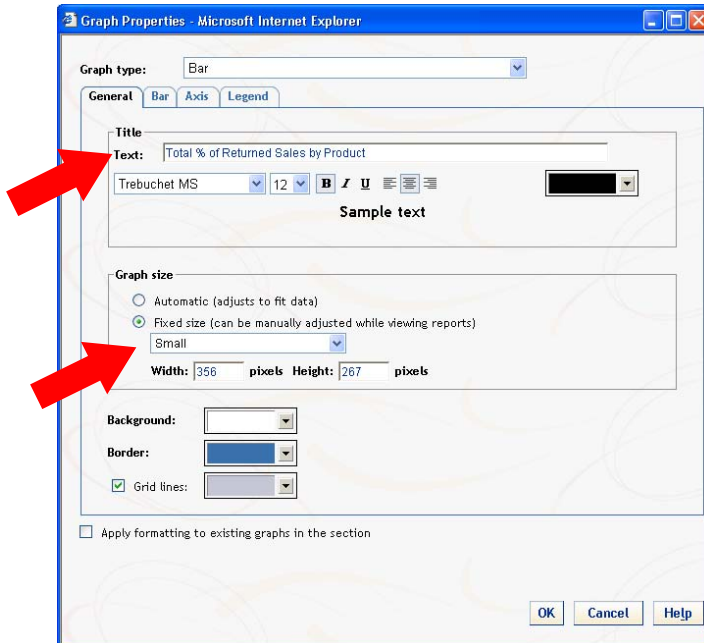 Graph Properties - Microsoft Internet Explorer
Graph type: Bar
General Bar Axis Legend
Title
Text: Total % of Returned Sales by Product
Trebuchet MS 12 B I U
Sample text
Graph size
Automatic (adjusts to fit data)
Fixed size (can be manually adjusted while viewing reports)
Small
Width: 356 pixels Height: 267 pixels
Background:
Border:
Grid lines:
Apply formatting to existing graphs in the section
OK Cancel Help